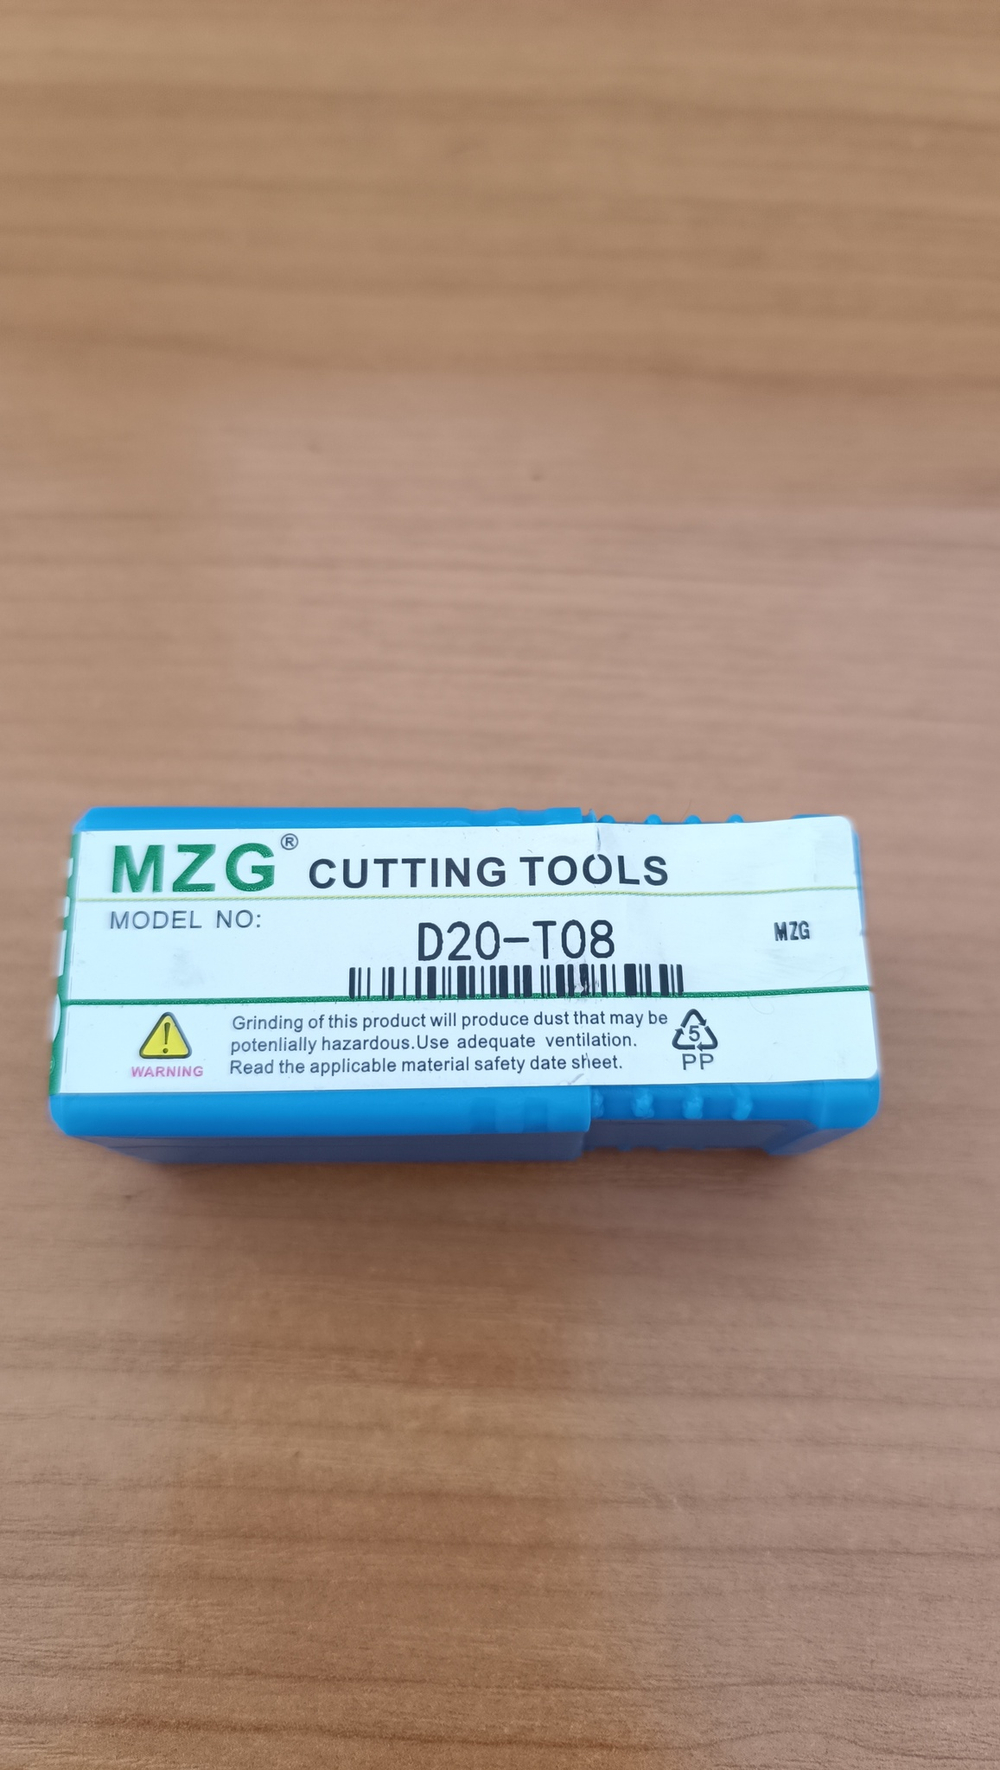 MZG® CUTTING TOOLS
MODEL NO:
D20-T08
MZG
Grinding of this product will produce dust that may be
potenlially hazardous.Use adequate ventilation.
Read the applicable material safety date sheet.
WARNING
5
PP